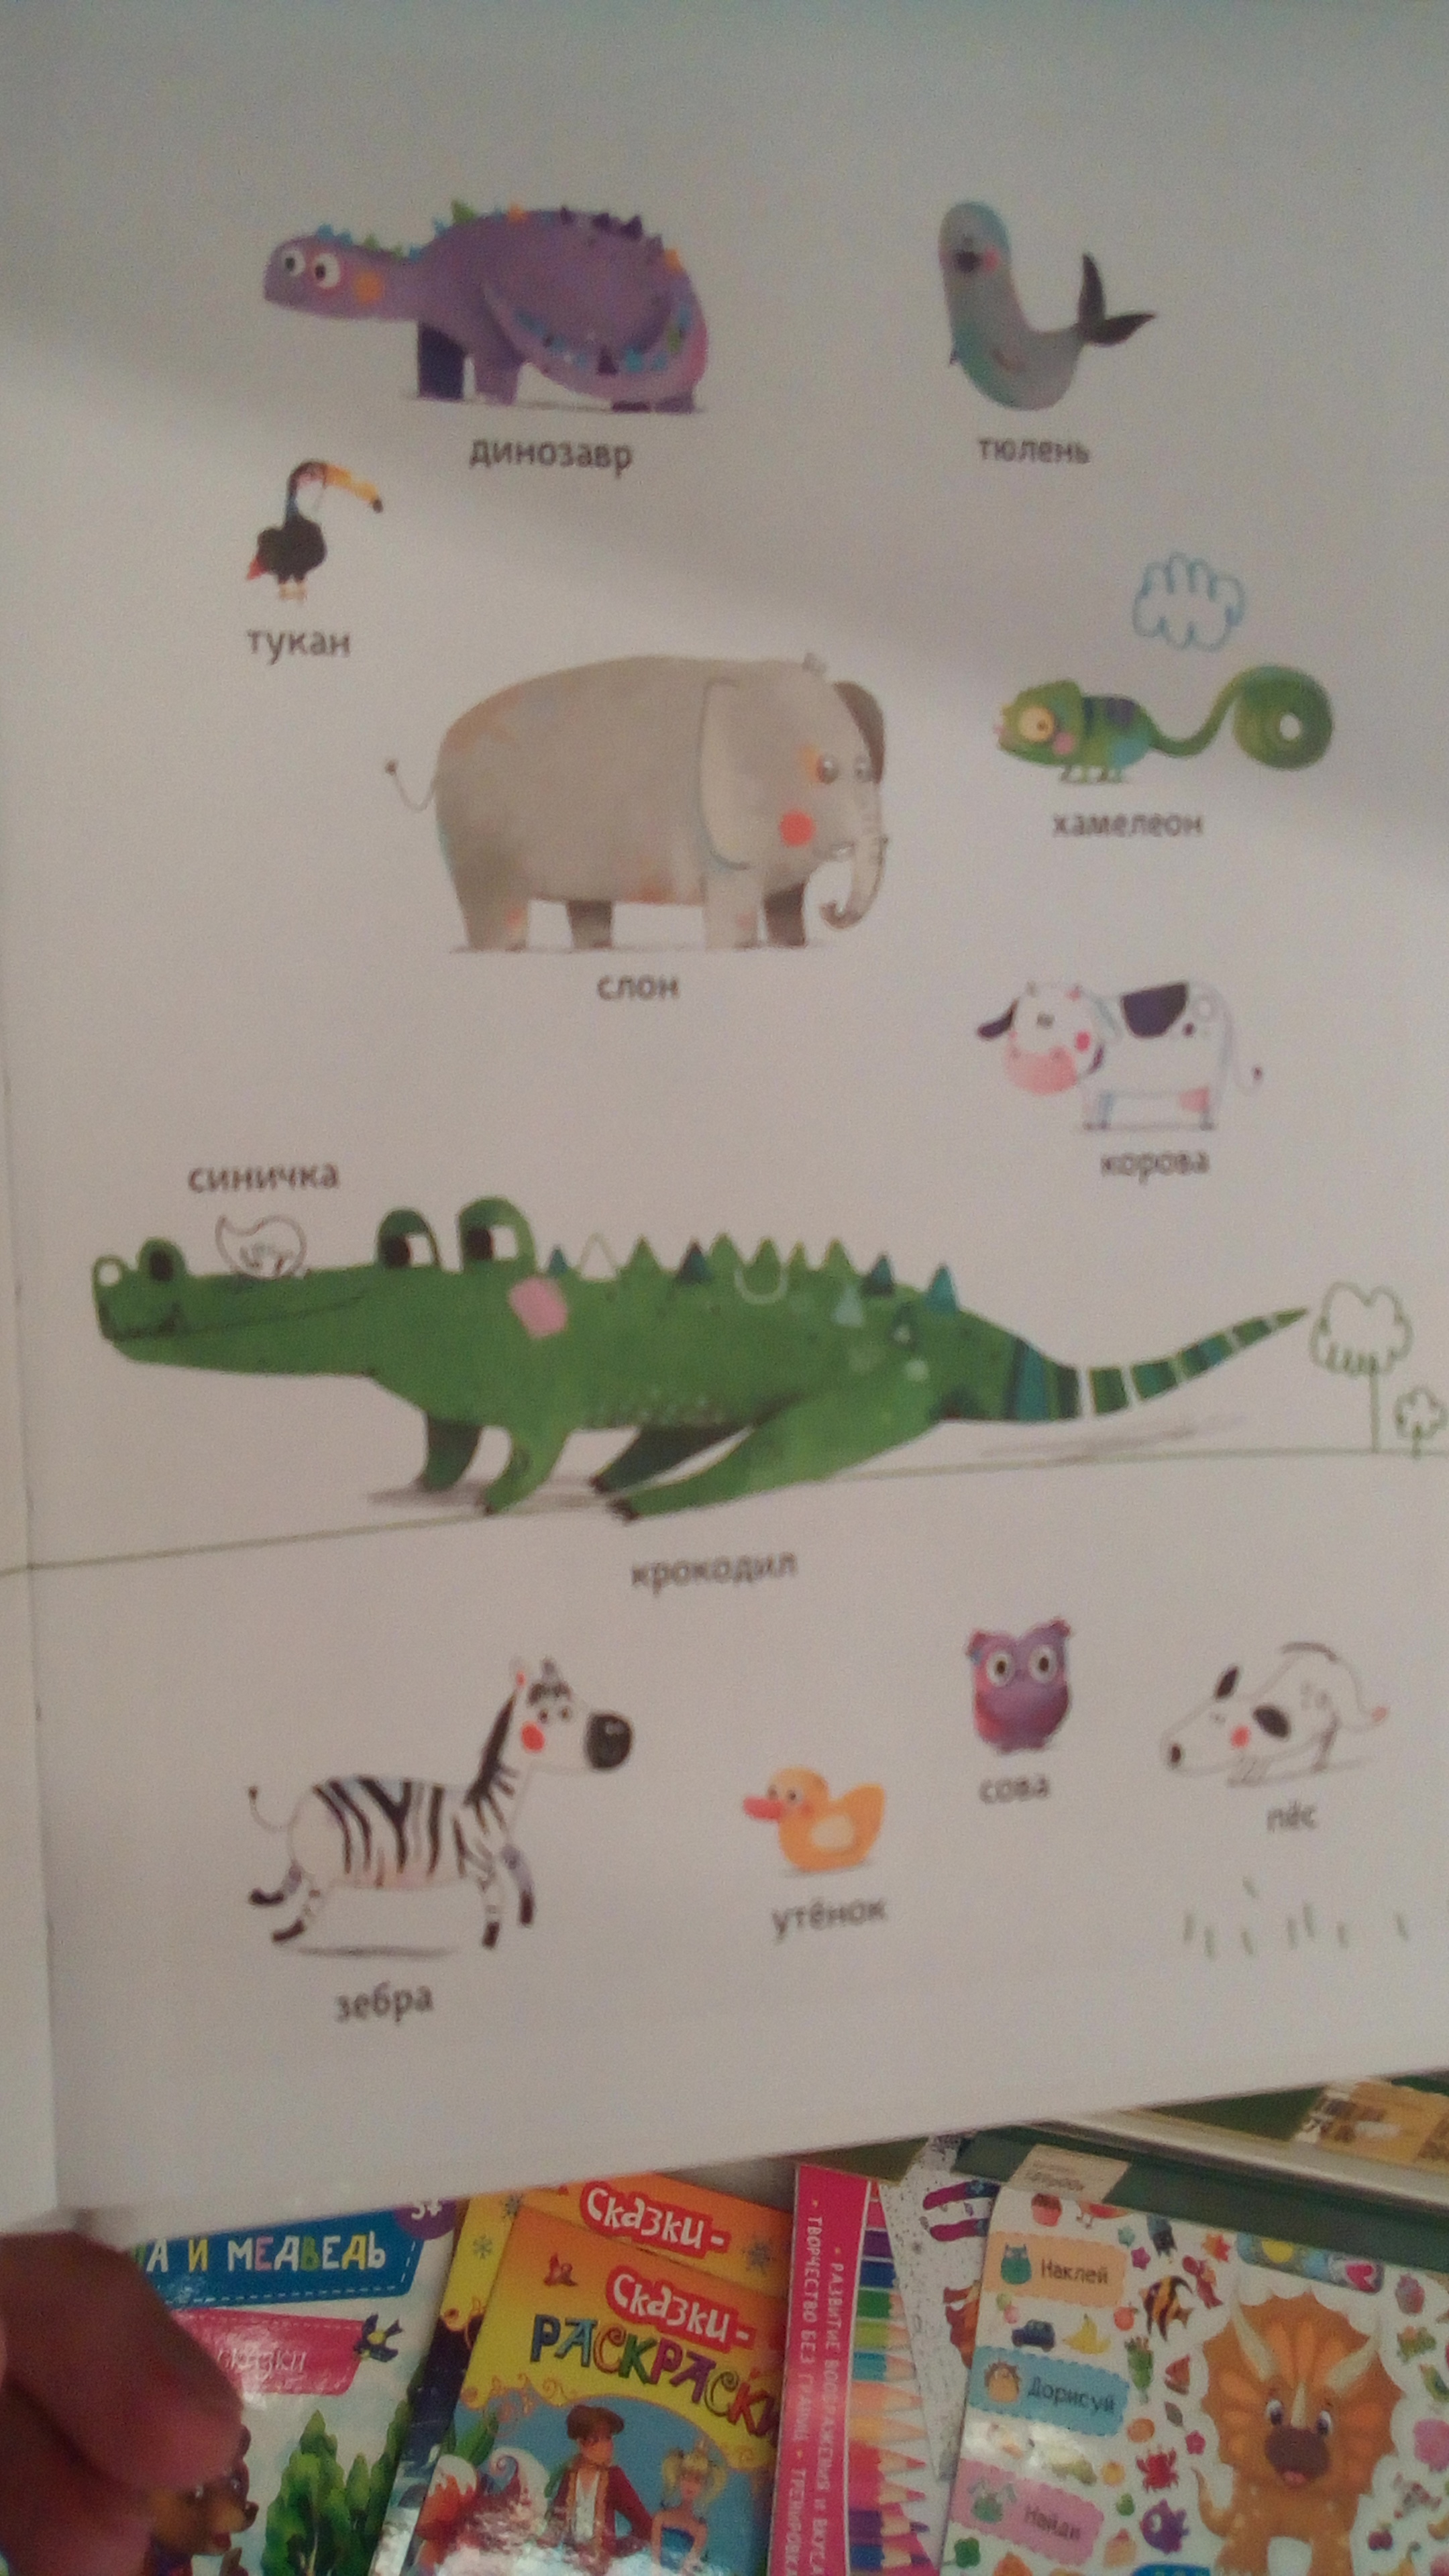 динозавр
тюлень
тукан
хамелеон
слон
корова
синичка
крокодил
сова
пёс
утёнок
зебра
А И МЕДВЕДЬ
сказки
Сказки-
Сказки-
РАСКРАСК
• РАЗВИТИЕ ВООБРАЖЕНИЯ И ВКУСА
• ТВОРЧЕСТВО БЕЗ ГРАНИЦ • ТРЕНИРОВКА
Наклей
Дорисуй
Найди